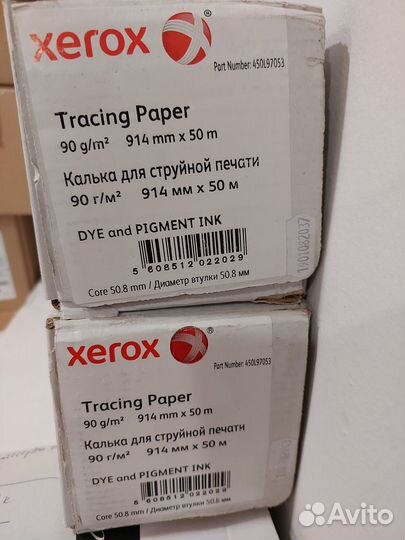 xerox ®
Part Number: 450L97053
Tracing Paper
90 g/m² 914 mm x 50 m
Калька для струйной печати
90 г/м² 914 мм x 50 м
DYE and PIGMENT INK
5 608512 022029
Core 50.8 mm / Диаметр втулки 50.8 мм
xerox ®
Part Number: 450L97053
Tracing Paper
90 g/m² 914 mm x 50 m
Калька для струйной печати
90 г/м² 914 мм x 50 м
DYE and PIGMENT INK
5 608512 022029
Core 50.8 mm / Диаметр втулки 50.8 мм
Avito